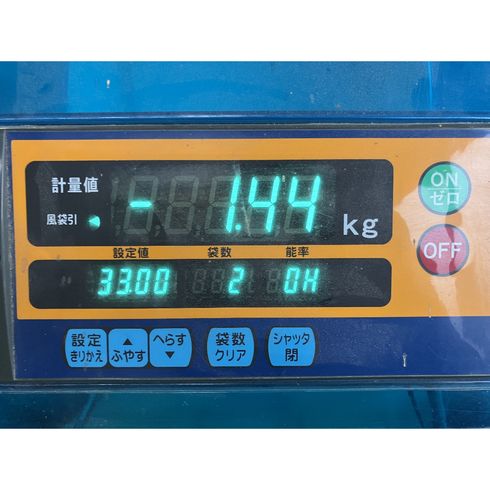 計量値
風袋引
- 1.44 kg
ON
ゼロ
OFF
設定値 袋数 能率
33.00 2 0H
設定
きりかえ
▲
ふやす
へらす
▼
袋数
クリア
シャッタ
閉